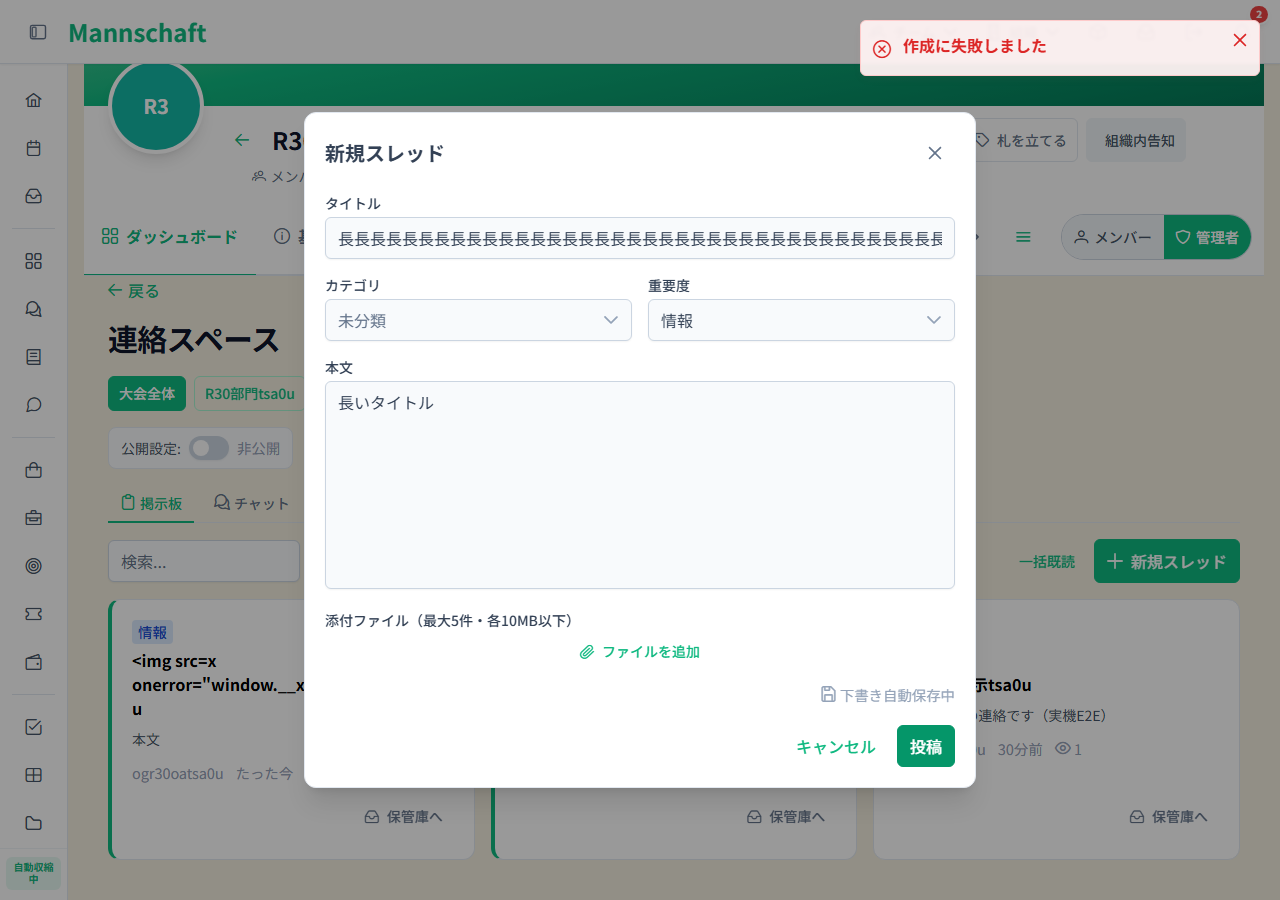 Mannschaft
2
作成に失敗しました
R3
R3
札を立てる
組織内告知
メン
ダッシュボード
メンバー
管理者
戻る
連絡スペース
大会全体
R30部門tsa0u
公開設定:
非公開
掲示板
チャット
検索...
一括既読
新規スレッド
情報
<img src=x
onerror="window.__x
u
本文
ogr30oatsa0u たった今
保管庫へ
保管庫へ
tsa0u
連絡です（実機E2E）
30分前
1
保管庫へ
自動収縮
中
新規スレッド
タイトル
長長長長長長長長長長長長長長長長長長長長長長長長長長長長長長長長長長長長長長
カテゴリ
重要度
未分類
情報
本文
長いタイトル
添付ファイル（最大5件・各10MB以下）
ファイルを追加
下書き自動保存中
キャンセル
投稿